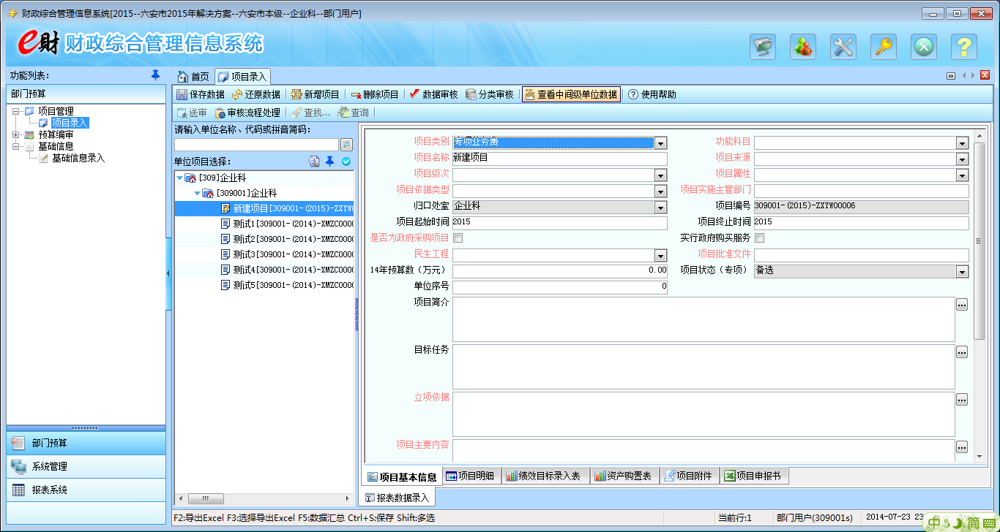 财政综合管理信息系统[2015--六安市2015年解决方案--六安市本级--企业科--部门用户]
e财 财政综合管理信息系统
功能列表:
首页 项目录入
部门预算
保存数据 还原数据 新增项目 删除项目 数据审核 分类审核 查看中间级单位数据 使用帮助
送审 审核流程处理 查找... 查询
项目管理
项目录入
预算编审
基础信息
基础信息录入
请输入单位名称、代码或拼音简码:
单位项目选择:
[309]企业科
[309001]企业科
新建项目[309001-(2015)-ZXYW0
测试1[309001-(2014)-XMZC000
测试2[309001-(2014)-XMZC000
测试3[309001-(2014)-XMZC000
测试4[309001-(2014)-XMZC000
测试5[309001-(2014)-XMZC000
项目类别 专项业务费 功能科目
项目名称 新建项目 项目来源
项目级次 项目属性
项目依据类型 项目实施主管部门
归口处室 企业科 项目编号 309001-(2015)-ZXYW00006
项目起始时间 2015 项目终止时间 2015
是否为政府采购项目 实行政府购买服务
民生工程 项目批准文件
14年预算数（万元） 0.00 项目状态（专项） 备选
单位序号 0
项目简介
目标任务
立项依据
项目主要内容
部门预算
系统管理
报表系统
项目基本信息 项目明细 绩效目标录入表 资产购置表 项目附件 项目申报书
报表数据录入
F2:导出Excel F3:选择导出Excel F5:数据汇总 Ctrl+S:保存 Shift:多选 当前行:1 部门用户(309001s) 2014-07-23 23
中 简